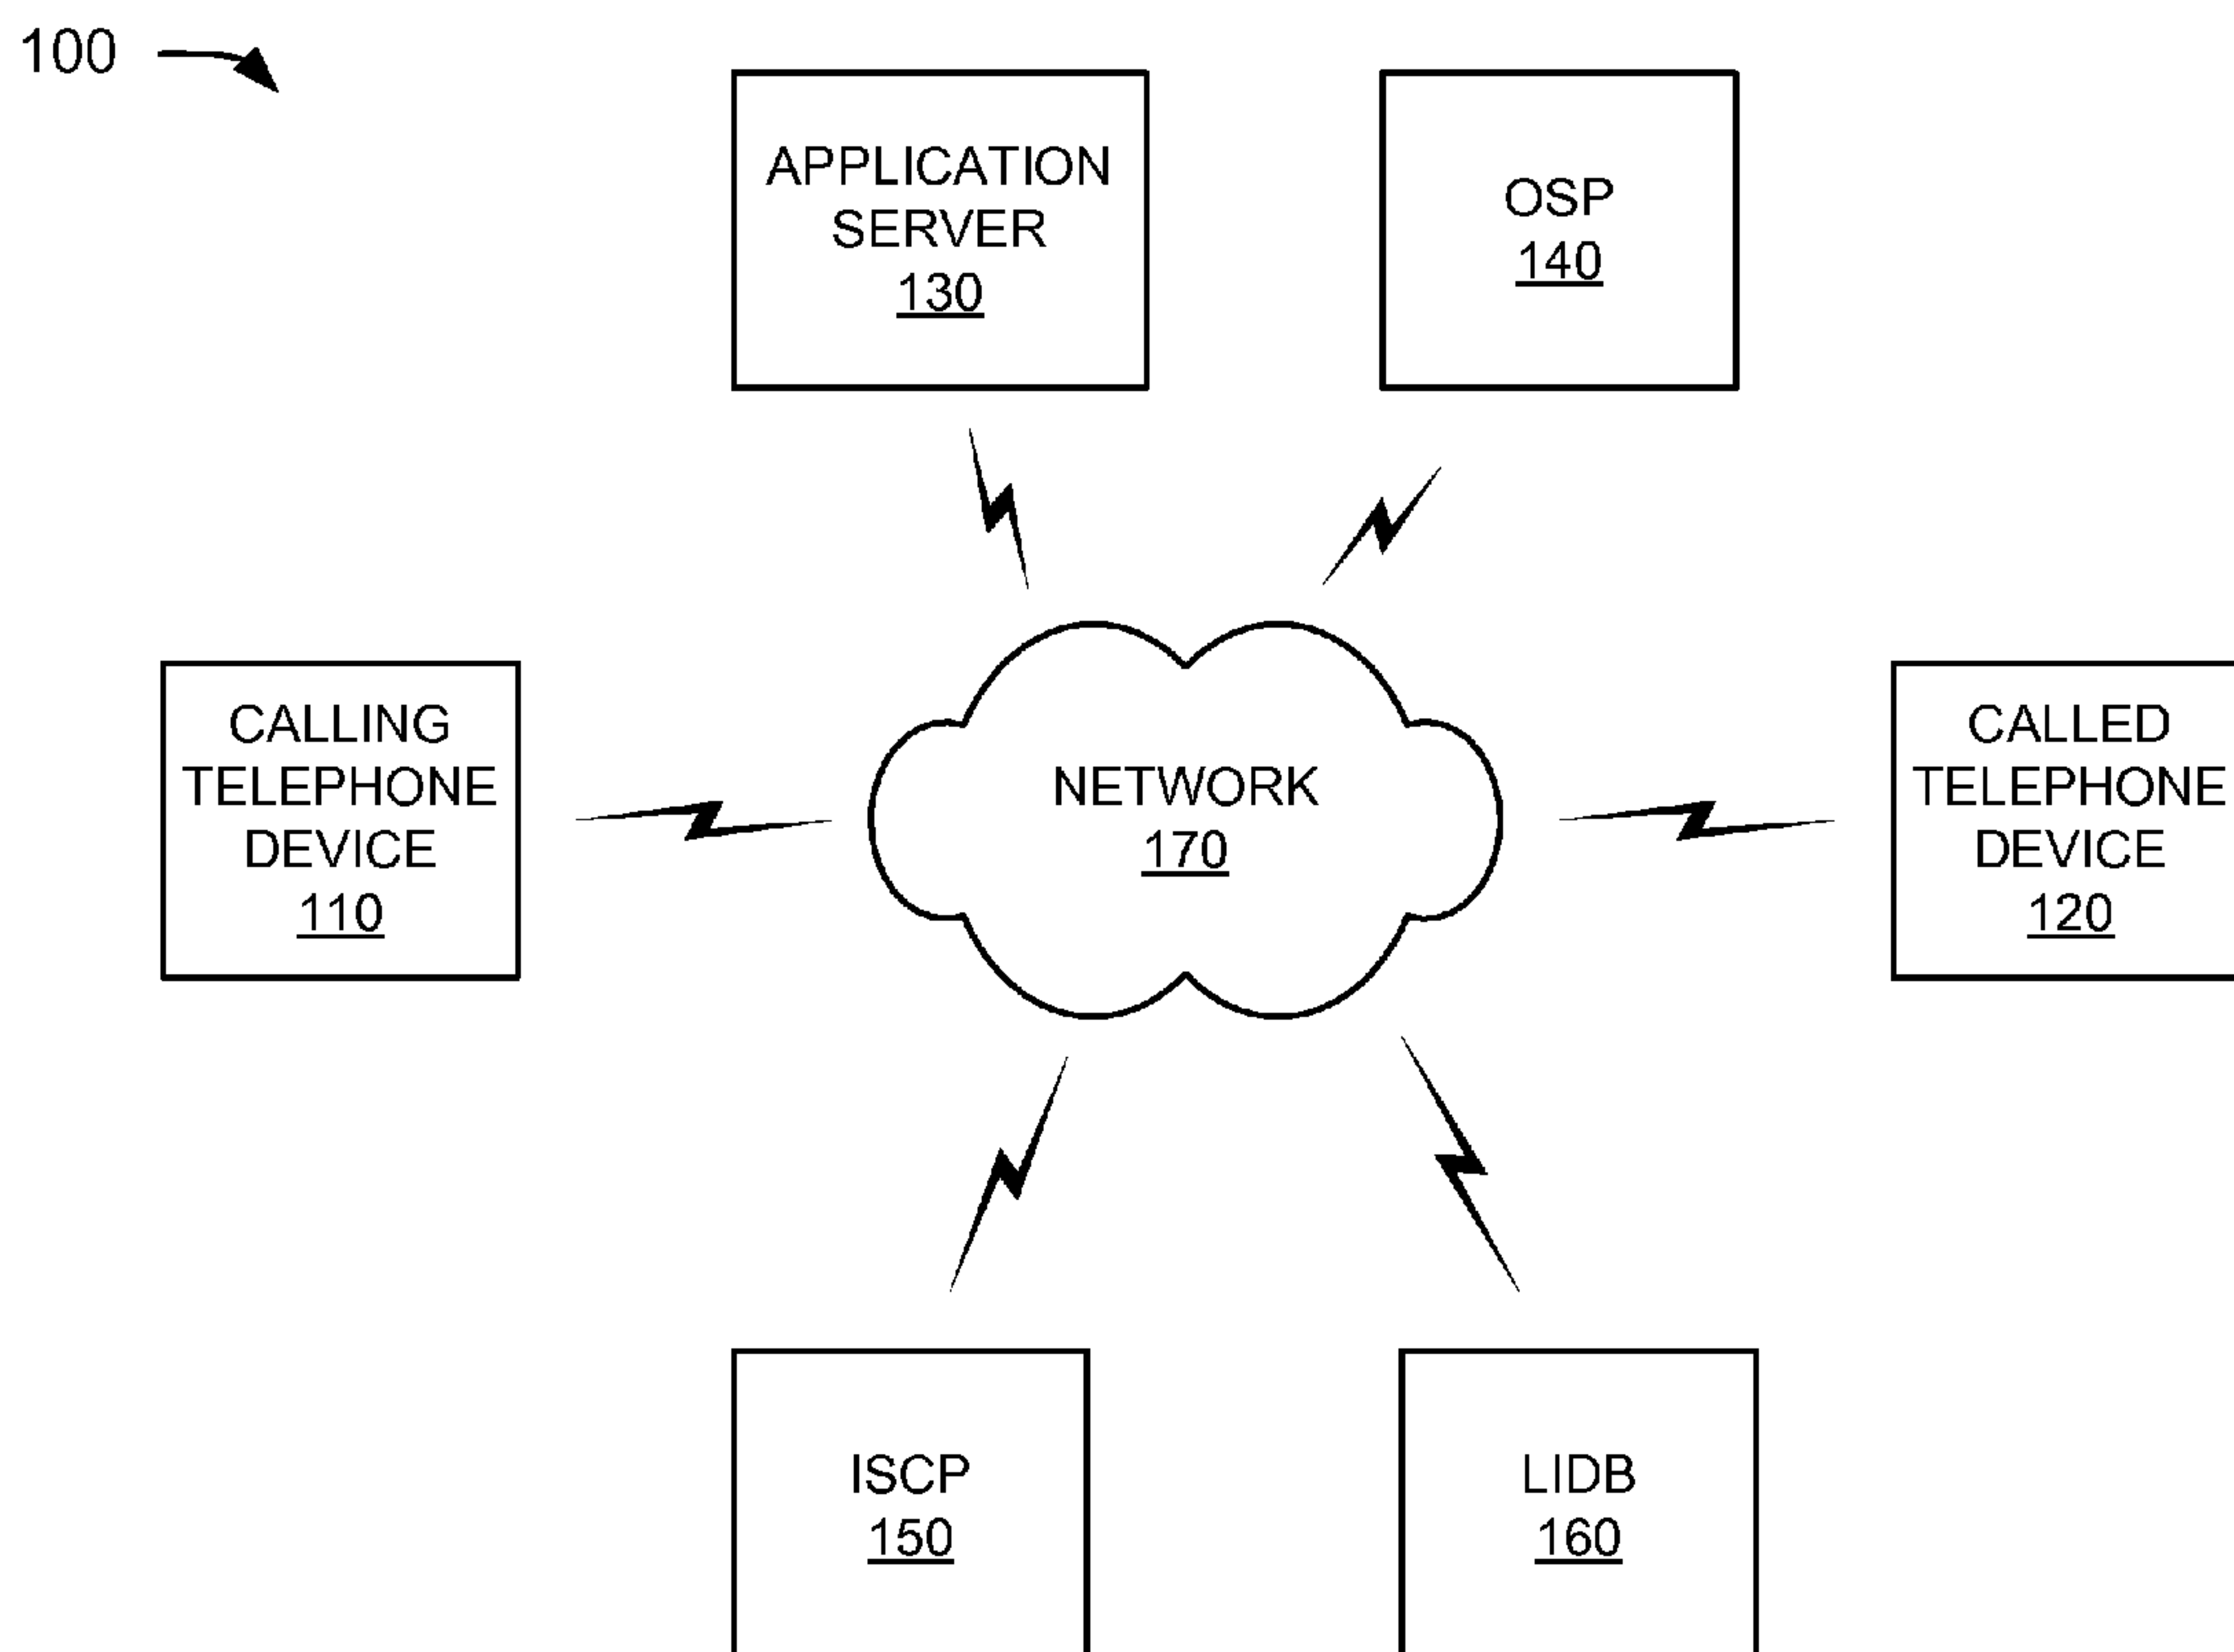 100
APPLICATION
SERVER
130
OSP
140
CALLING
TELEPHONE
DEVICE
110
NETWORK
170
CALLED
TELEPHONE
DEVICE
120
ISCP
150
LIDB
160